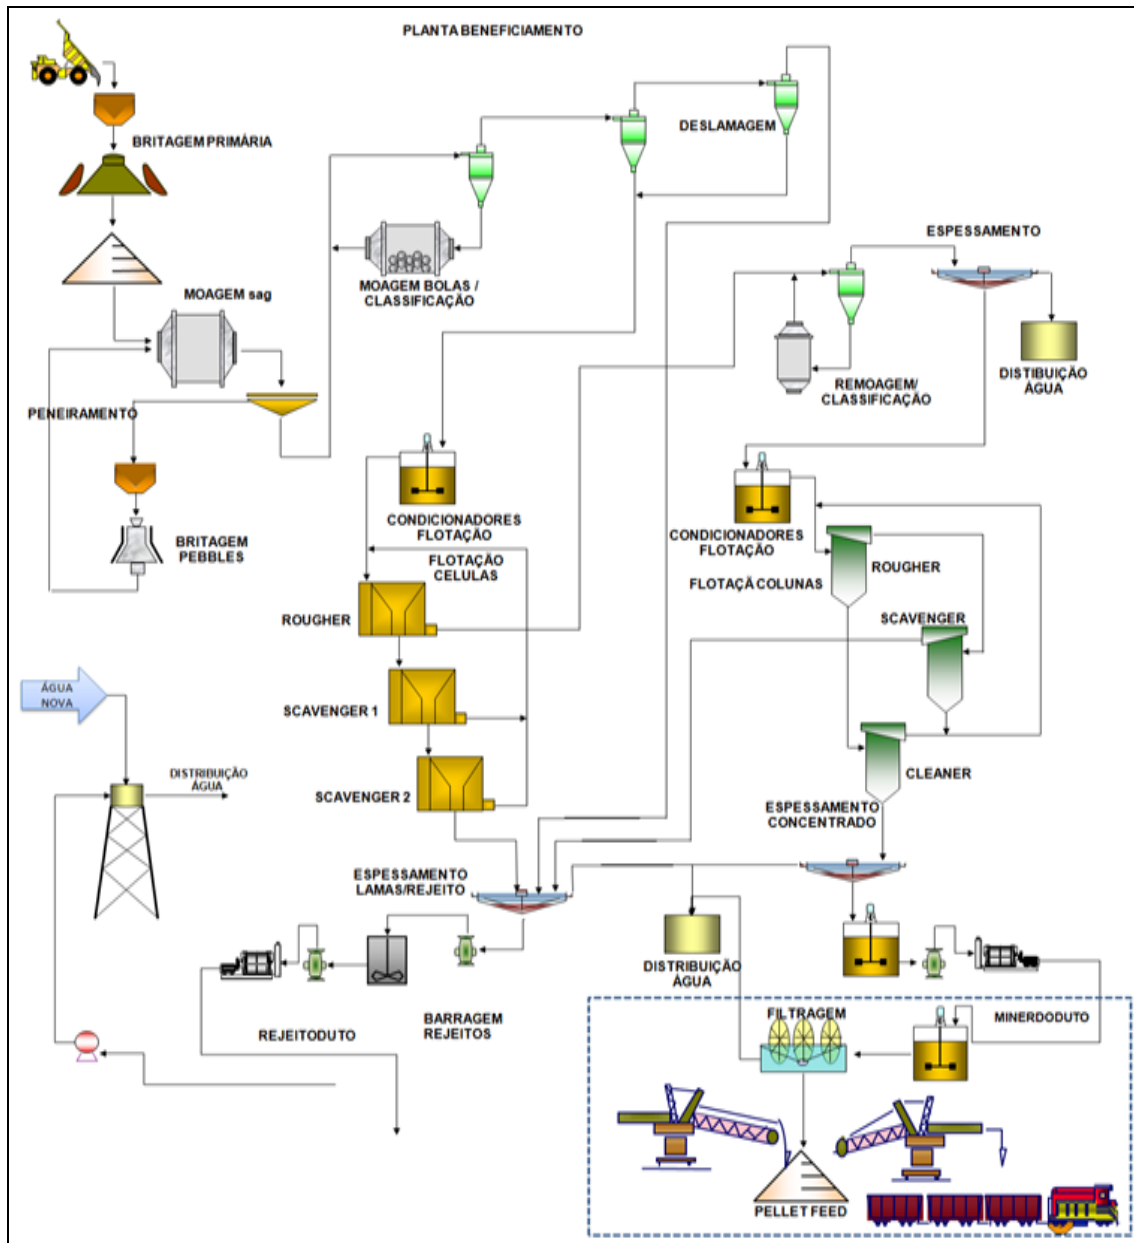 PLANTA BENEFICIAMENTO
BRITAGEM PRIMÁRIA
DESLAMAGEM
ESPESSAMENTO
MOAGEM sag
MOAGEM BOLAS /
CLASSIFICAÇÃO
DISTIBUIÇÃO
ÁGUA
REMOAGEM/
CLASSIFICAÇÃO
PENEIRAMENTO
CONDICIONADORES
FLOTAÇÃO
CONDICIONADORES
FLOTAÇÃO
BRITAGEM
PEBBLES
FLOTAÇÃO
CELULAS
ROUGHER
FLOTAÇÃ COLUNAS
ROUGHER
SCAVENGER
ÁGUA
NOVA
SCAVENGER 1
CLEANER
DISTRIBUIÇÃO
ÁGUA
SCAVENGER 2
ESPESSAMENTO
CONCENTRADO
ESPESSAMENTO
LAMAS/REJEITO
DISTRIBUIÇÃO
ÁGUA
BARRAGEM
REJEITOS
REJEITODUTO
FILTRAGEM
MINERDODUTO
PELLET FEED